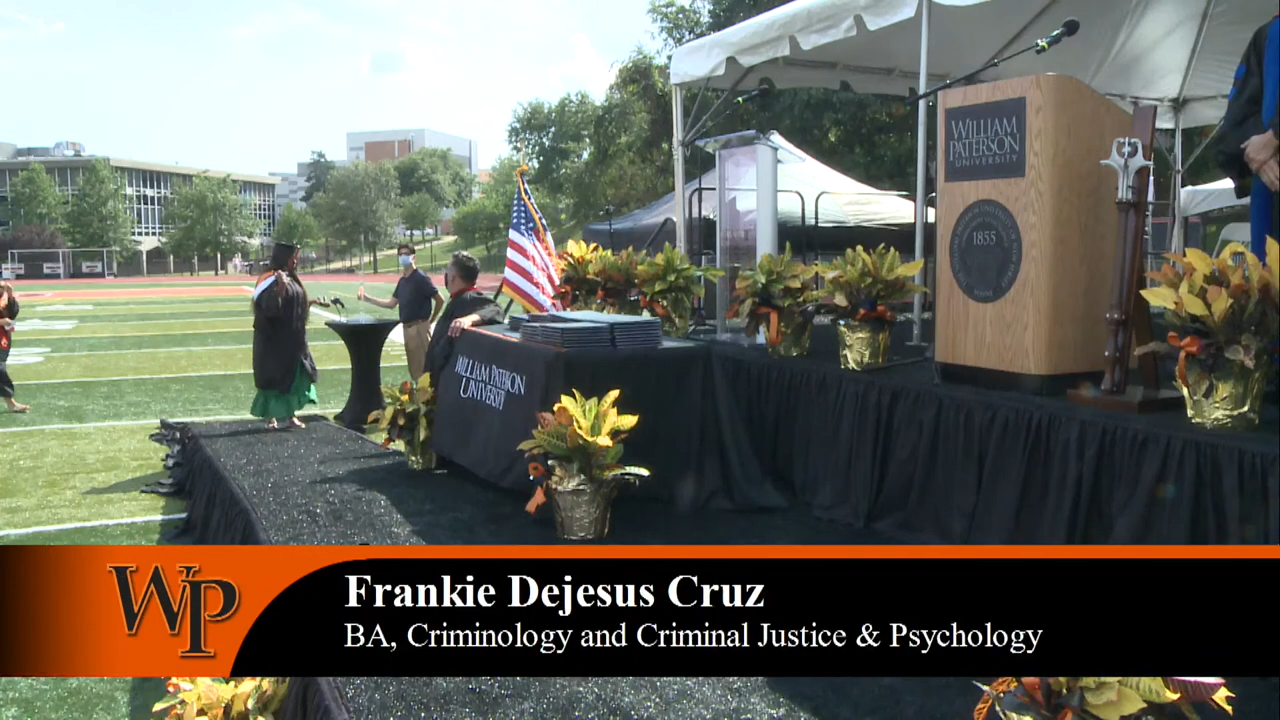 WILLIAM
PATERSON
UNIVERSITY
1855
WILLIAM PATERSON
UNIVERSITY
WP
Frankie Dejesus Cruz
BA, Criminology and Criminal Justice & Psychology